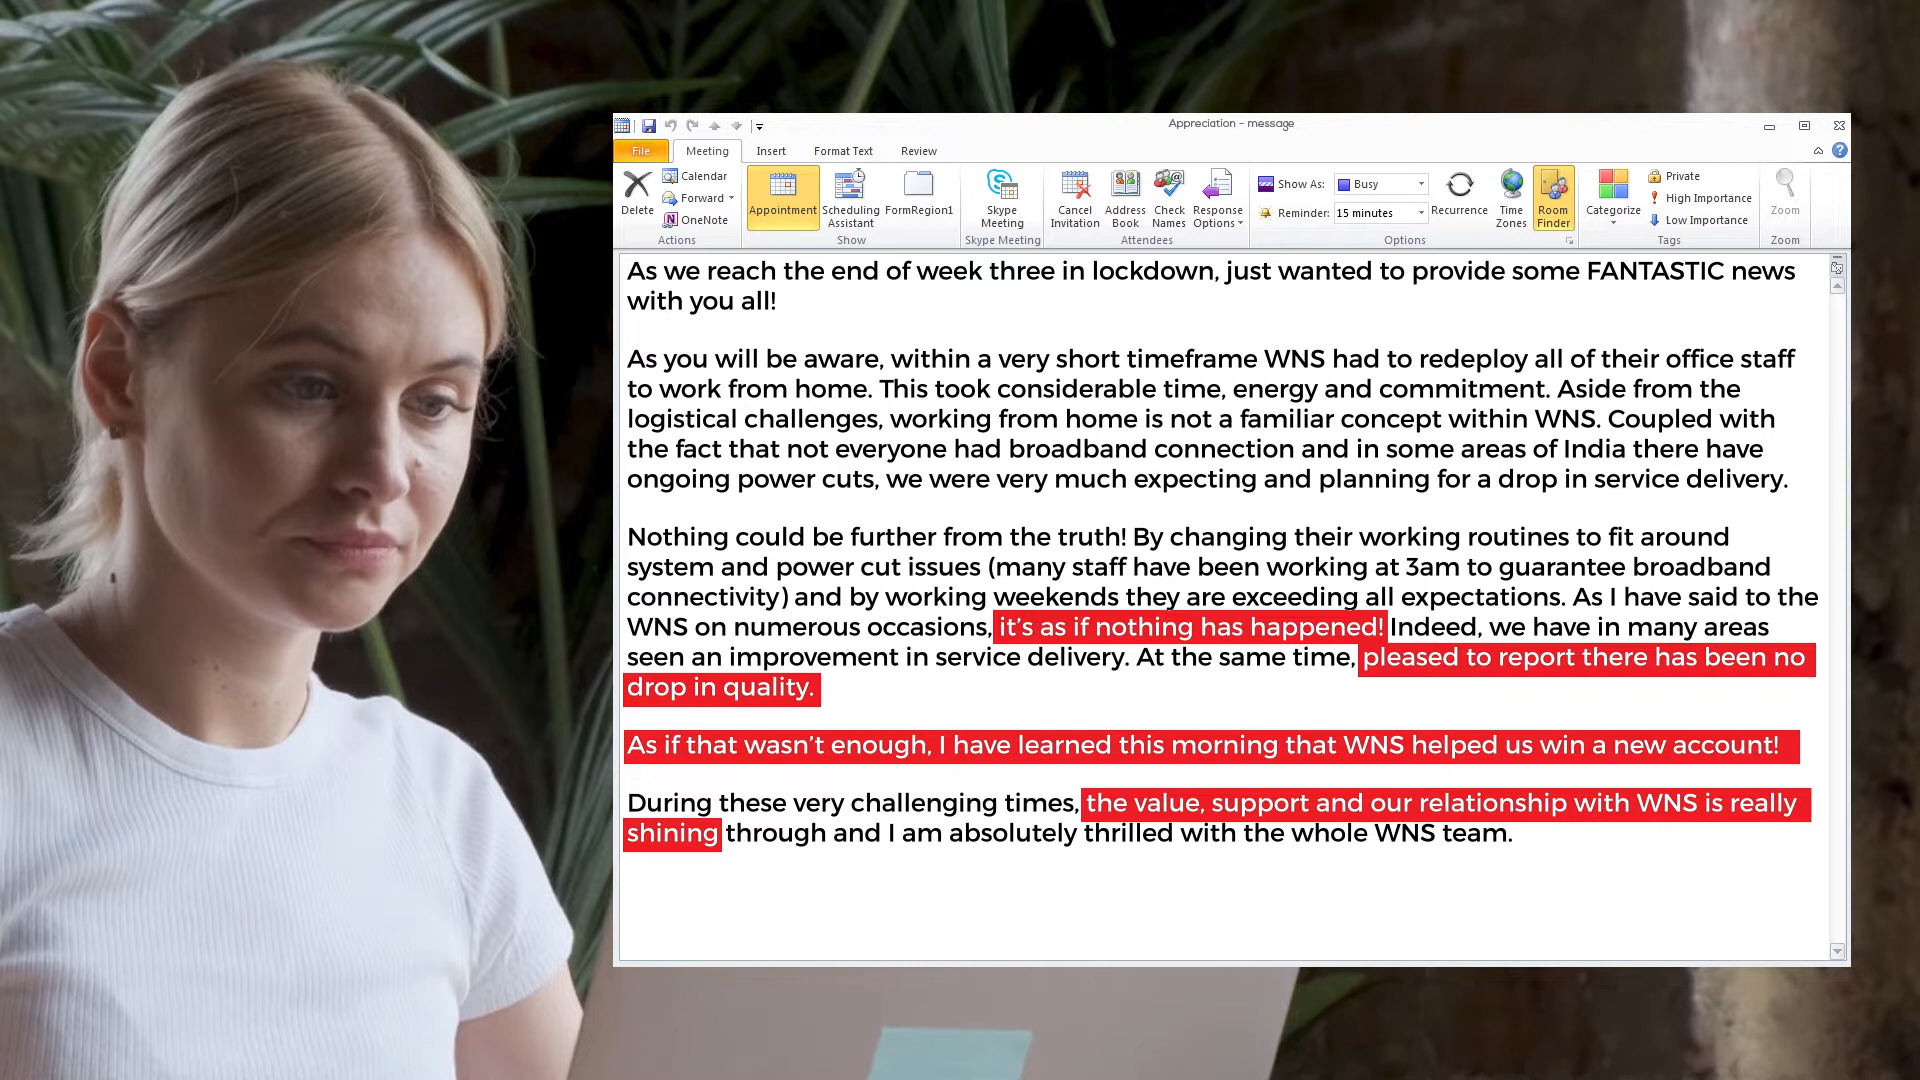 Appreciation - message
File Meeting Insert Format Text Review
Delete
Calendar
Forward
OneNote
Actions
Appointment
Scheduling
Assistant
FormRegion1
Show
Skype
Meeting
Skype Meeting
Cancel
Invitation
Address
Book
Check
Names
Response
Options
Attendees
Show As: Busy
Reminder: 15 minutes
Recurrence
Time
Zones
Room
Finder
Options
Categorize
Private
High Importance
Low Importance
Tags
Zoom
Zoom
As we reach the end of week three in lockdown, just wanted to provide some FANTASTIC news
with you all!
As you will be aware, within a very short timeframe WNS had to redeploy all of their office staff
to work from home. This took considerable time, energy and commitment. Aside from the
logistical challenges, working from home is not a familiar concept within WNS. Coupled with
the fact that not everyone had broadband connection and in some areas of India there have
ongoing power cuts, we were very much expecting and planning for a drop in service delivery.
Nothing could be further from the truth! By changing their working routines to fit around
system and power cut issues (many staff have been working at 3am to guarantee broadband
connectivity) and by working weekends they are exceeding all expectations. As I have said to the
WNS on numerous occasions, it's as if nothing has happened! Indeed, we have in many areas
seen an improvement in service delivery. At the same time, pleased to report there has been no
drop in quality.
As if that wasn't enough, I have learned this morning that WNS helped us win a new account!
During these very challenging times, the value, support and our relationship with WNS is really
shining through and I am absolutely thrilled with the whole WNS team.